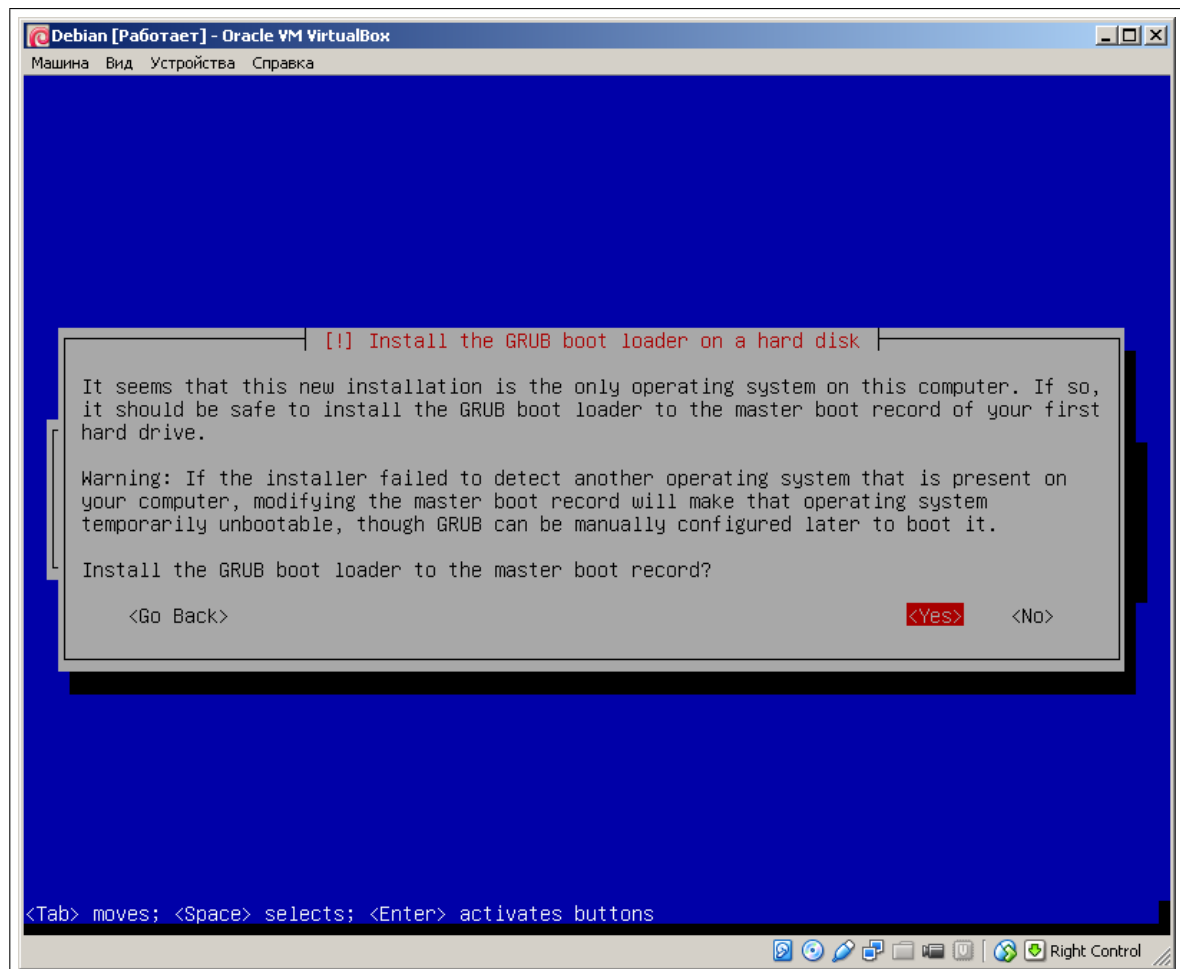 Debian [Работает] - Oracle VM VirtualBox
Машина Вид Устройства Справка
[!] Install the GRUB boot loader on a hard disk
It seems that this new installation is the only operating system on this computer. If so,
it should be safe to install the GRUB boot loader to the master boot record of your first
hard drive.
Warning: If the installer failed to detect another operating system that is present on
your computer, modifying the master boot record will make that operating system
temporarily unbootable, though GRUB can be manually configured later to boot it.
Install the GRUB boot loader to the master boot record?
<Go Back> <Yes> <No>
<Tab> moves; <Space> selects; <Enter> activates buttons
Right Control